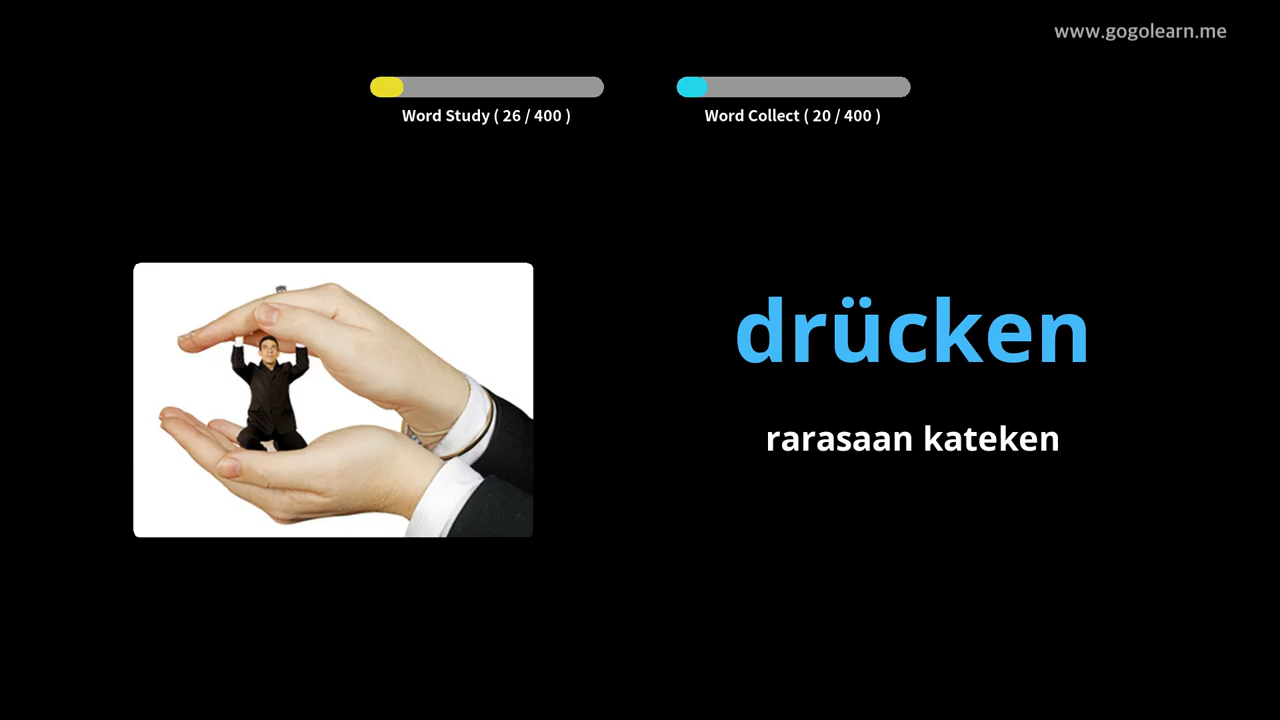 www.gogolearn.me
Word Study ( 26 / 400 )
Word Collect ( 20 / 400 )
drücken
rarasaan kateken